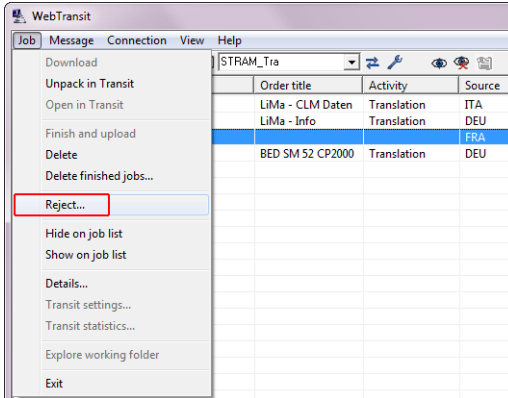 WebTransit
Job Message Connection View Help
STRAM_Tra
Download
Unpack in Transit
Open in Transit
Finish and upload
Delete
Delete finished jobs...
Reject...
Hide on job list
Show on job list
Details...
Transit settings...
Transit statistics...
Explore working folder
Exit
Order title Activity Source
LiMa - CLM Daten Translation ITA
LiMa - Info Translation DEU
FRA
BED SM 52 CP2000 Translation DEU